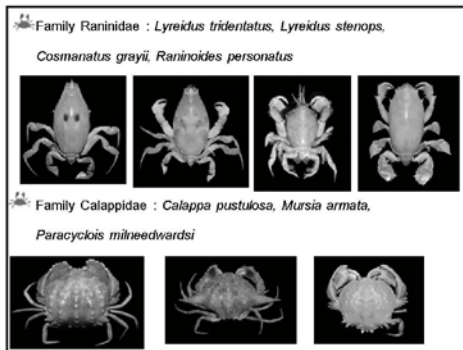 Family Raninidae : Lyreidus tridentatus, Lyreidus stenops,
Cosmanatus grayii, Raninoides personatus
Family Calappidae : Calappa pustulosa, Mursia armata,
Paracyclois milneedwardsi